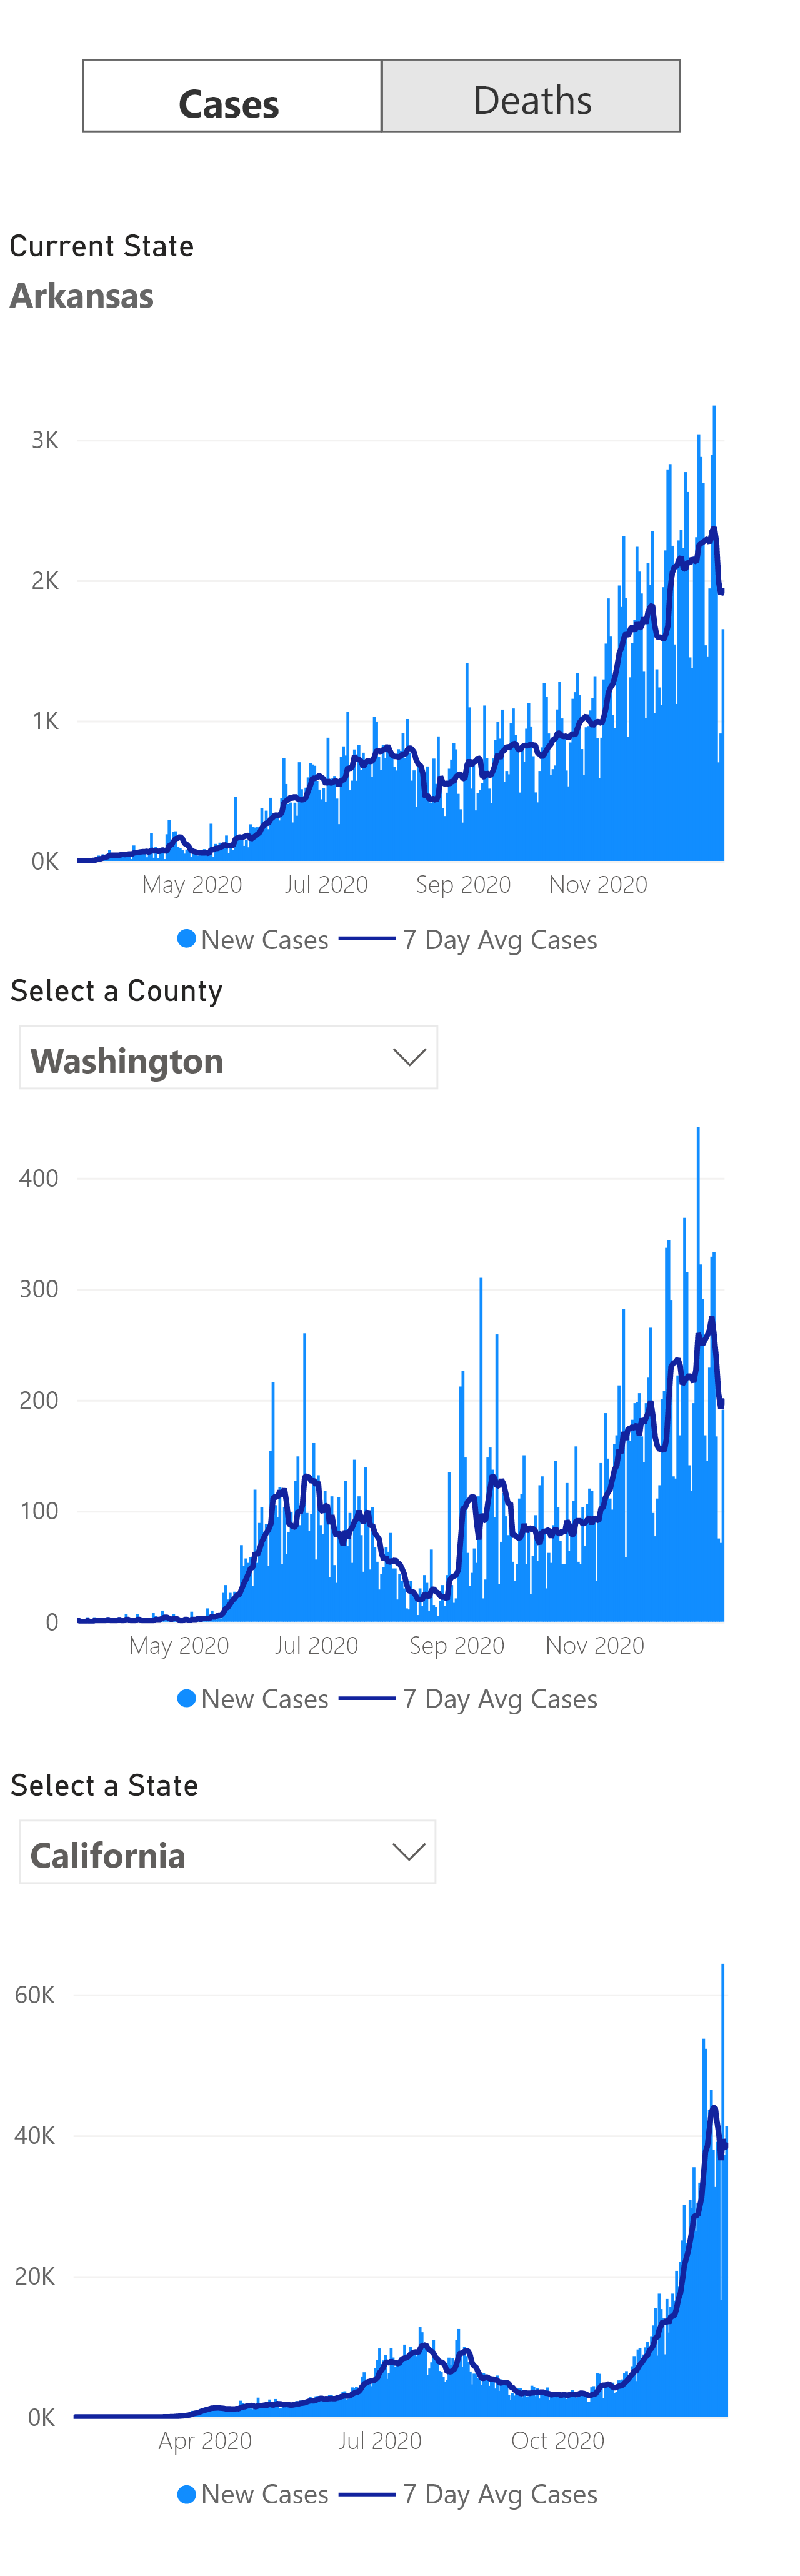 Cases Deaths
Current State
Arkansas
3K
2K
1K
0K
May 2020 Jul 2020 Sep 2020 Nov 2020
New Cases 7 Day Avg Cases
Select a County
Washington
400
300
200
100
0
May 2020 Jul 2020 Sep 2020 Nov 2020
New Cases 7 Day Avg Cases
Select a State
California
60K
40K
20K
0K
Apr 2020 Jul 2020 Oct 2020
New Cases 7 Day Avg Cases